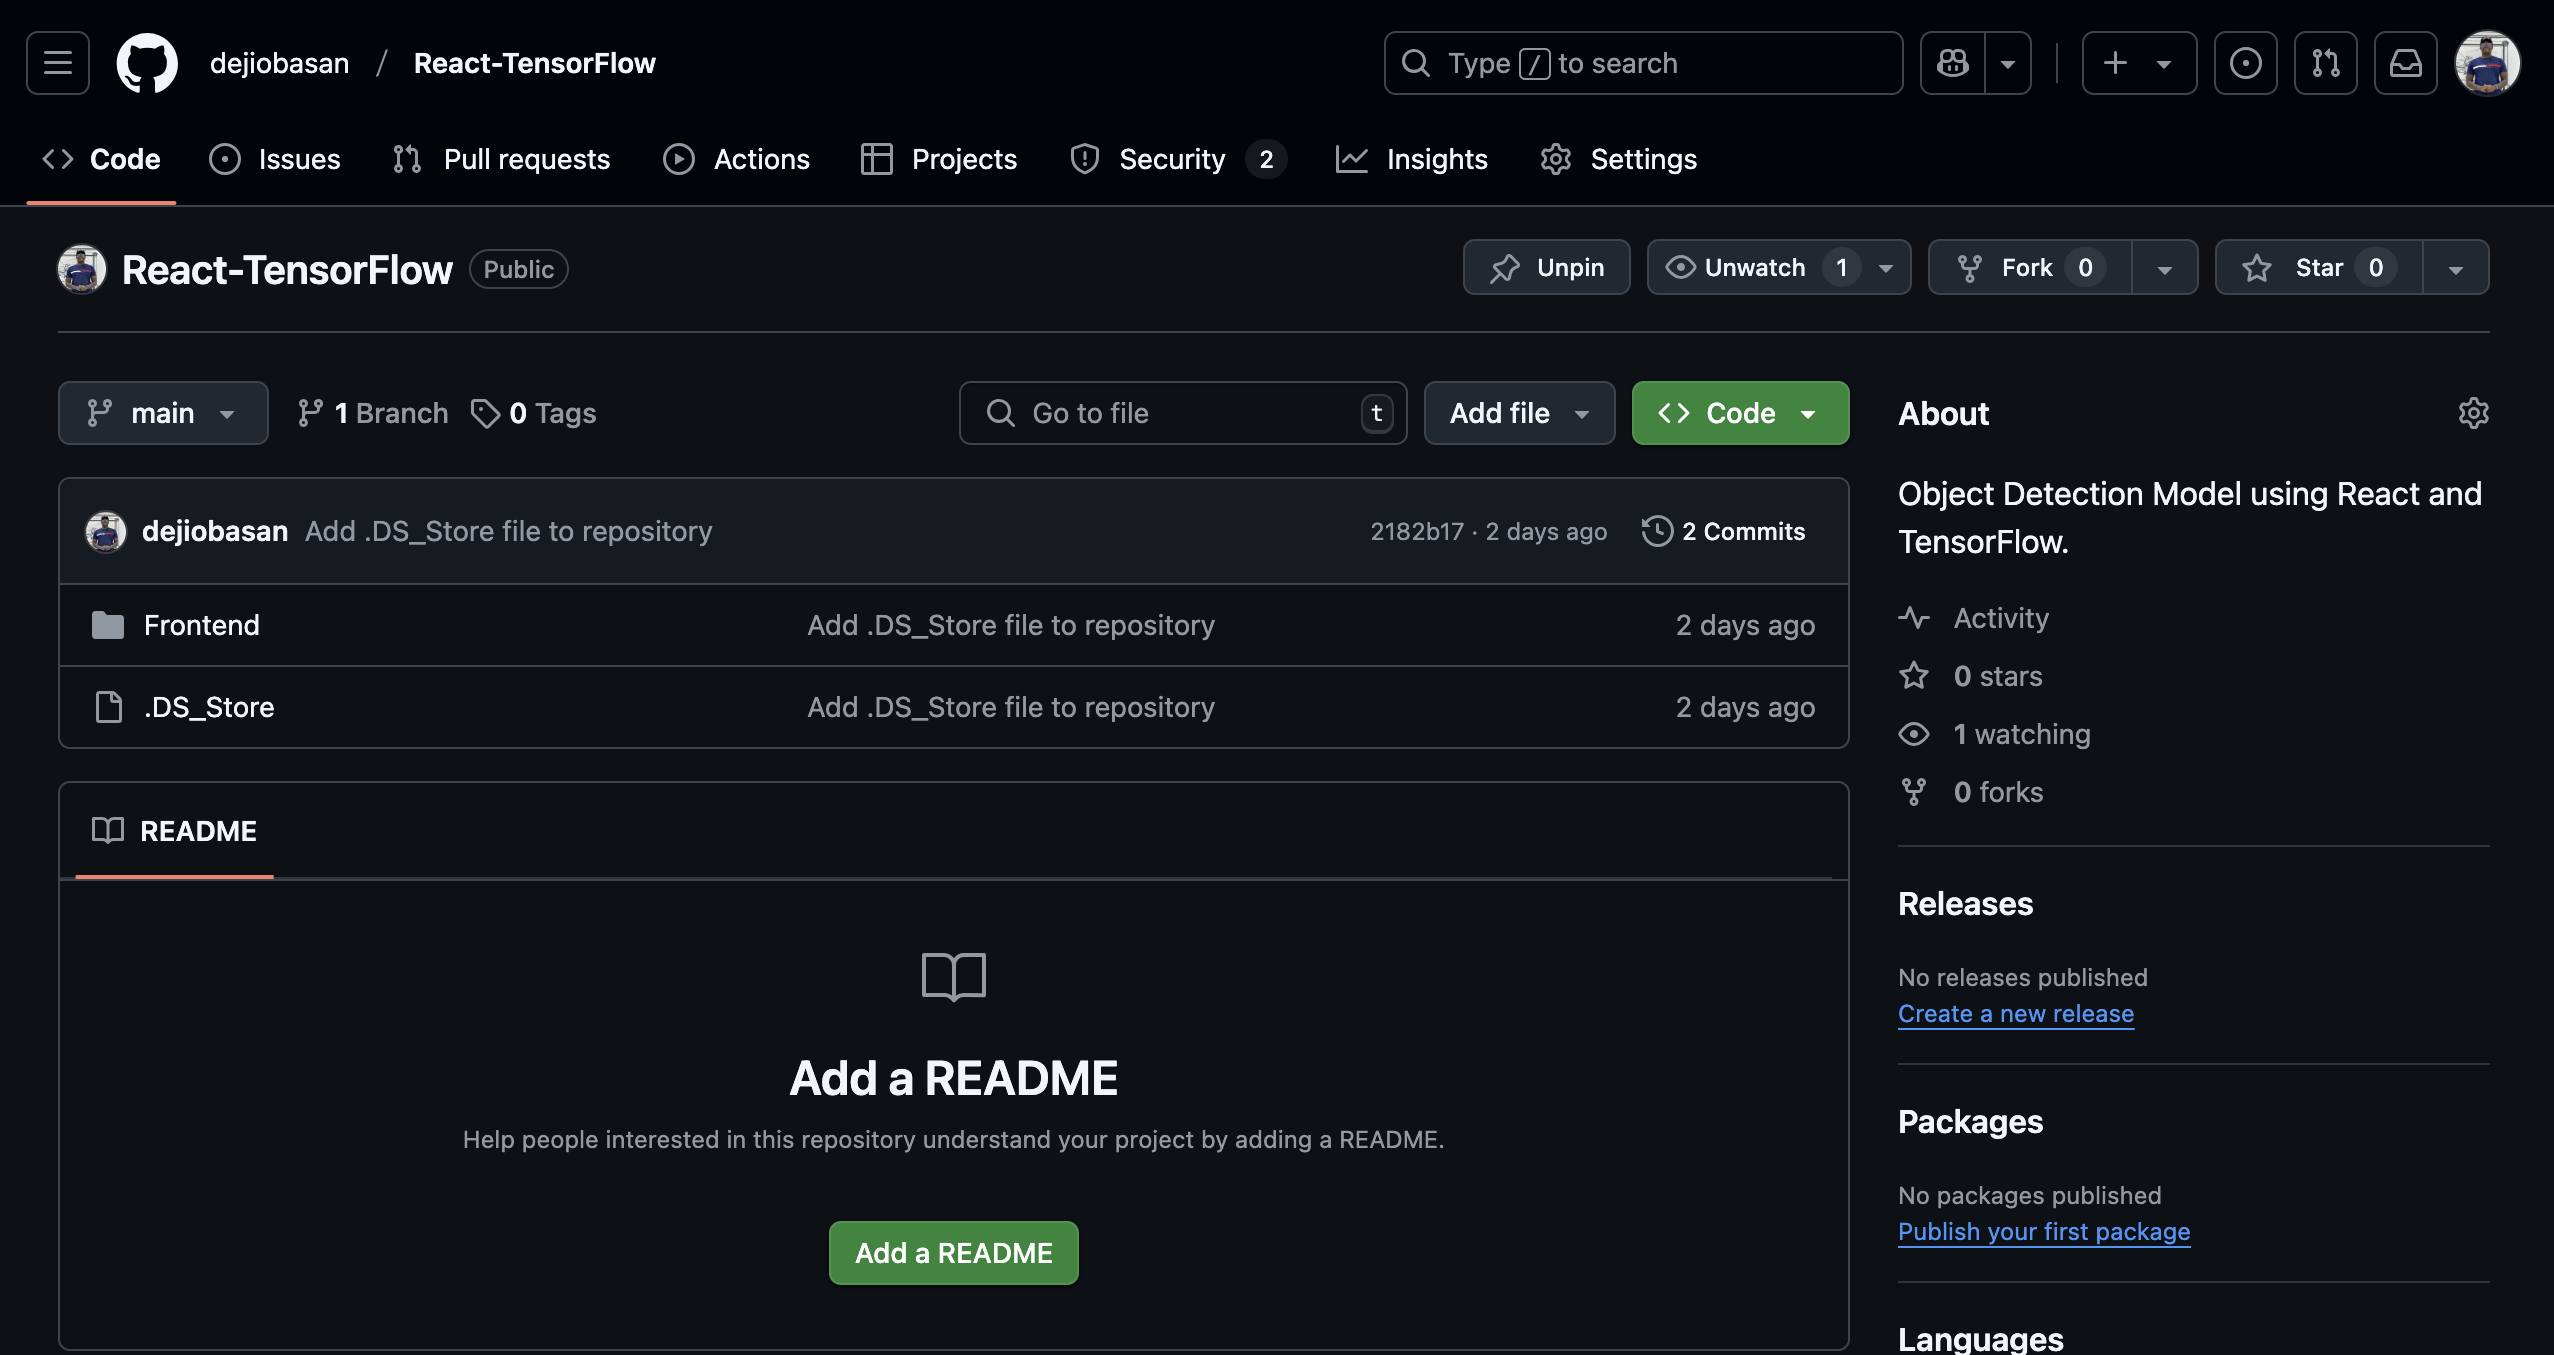 dejiobasan / React-TensorFlow
Type / to search
Code
Issues
Pull requests
Actions
Projects
Security 2
Insights
Settings
React-TensorFlow Public
Unpin
Unwatch 1
Fork 0
Star 0
main
1 Branch
0 Tags
Go to file t
Add file
Code
dejiobasan Add .DS_Store file to repository 2182b17 · 2 days ago 2 Commits
Frontend Add .DS_Store file to repository 2 days ago
.DS_Store Add .DS_Store file to repository 2 days ago
README
Add a README
Help people interested in this repository understand your project by adding a README.
Add a README
About
Object Detection Model using React and
TensorFlow.
Activity
0 stars
1 watching
0 forks
Releases
No releases published
Create a new release
Packages
No packages published
Publish your first package
Languages